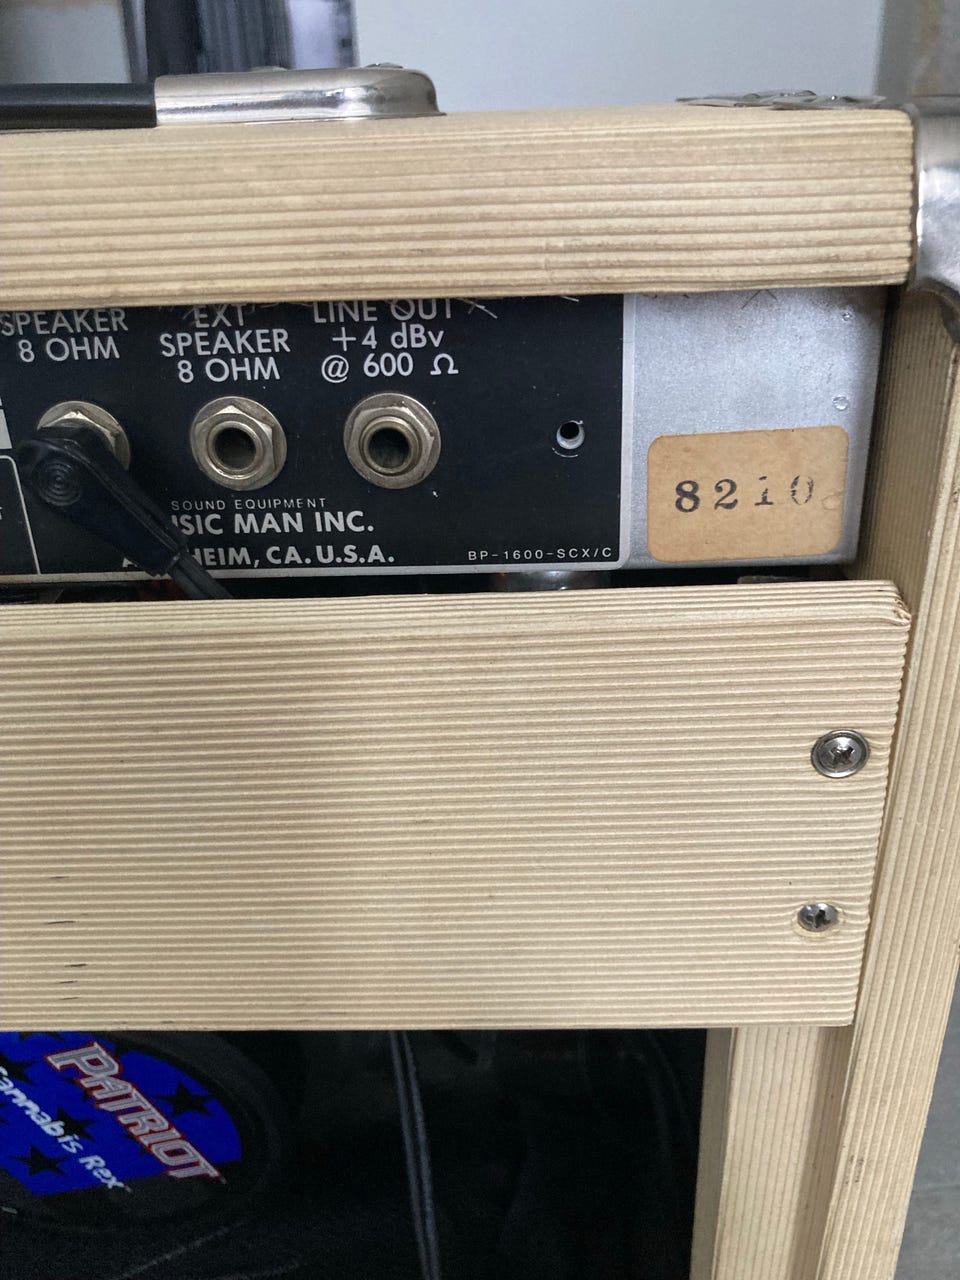 SPEAKER
8 OHM
EXT
SPEAKER
8 OHM
LINE OUT
+4 dBv
@ 600 Ω
SOUND EQUIPMENT
USIC MAN INC.
HEIM, CA. U.S.A.
BP-1600-SCX/C
8210
PATRIOT
Cannabis Rex